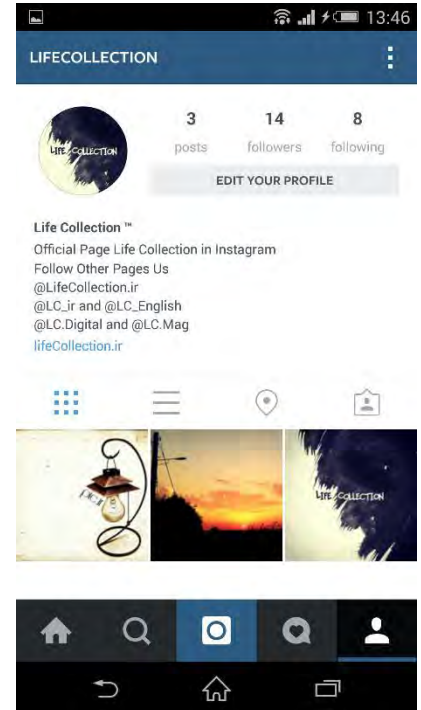 13:46
LIFECOLLECTION
LIFE COLLECTION
3 14 8
posts followers following
EDIT YOUR PROFILE
Life Collection ™
Official Page Life Collection in Instagram
Follow Other Pages Us
@LifeCollection.ir
@LC_ir and @LC_English
@LC.Digital and @LC.Mag
lifeCollection.ir
LIFE COLLECTION